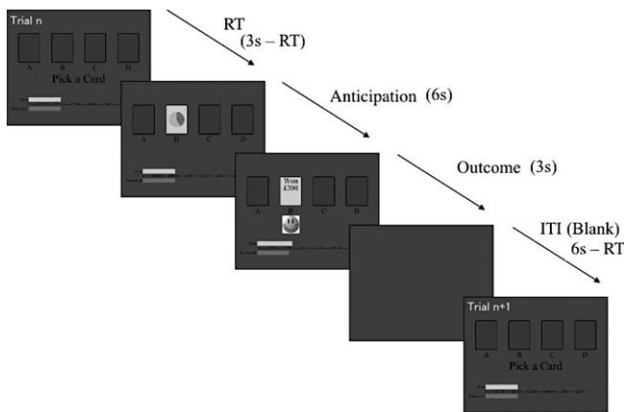 Trial n
A B C D
Pick a Card
RT
(3s – RT)
A B C D
Anticipation (6s)
Won
£200
A B C D
Outcome (3s)
ITI (Blank)
6s – RT
Trial n+1
A B C D
Pick a Card